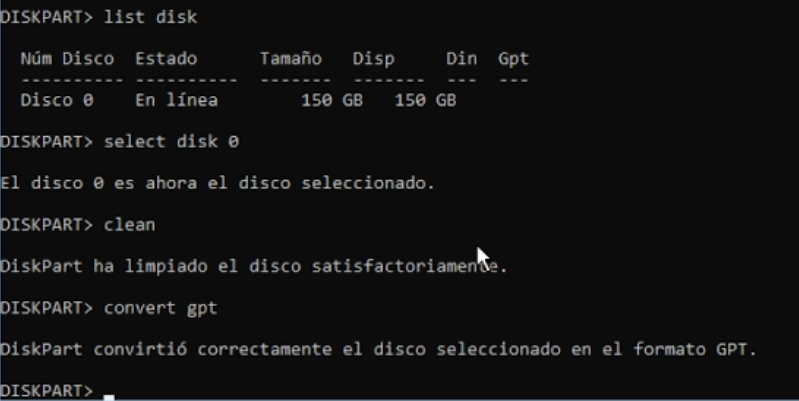 DISKPART> list disk
Núm Disco Estado Tamaño Disp Din Gpt
---------- ---------- ------- ------- --- ---
Disco 0 En línea 150 GB 150 GB
DISKPART> select disk 0
El disco 0 es ahora el disco seleccionado.
DISKPART> clean
DiskPart ha limpiado el disco satisfactoriamente.
DISKPART> convert gpt
DiskPart convirtió correctamente el disco seleccionado en el formato GPT.
DISKPART>